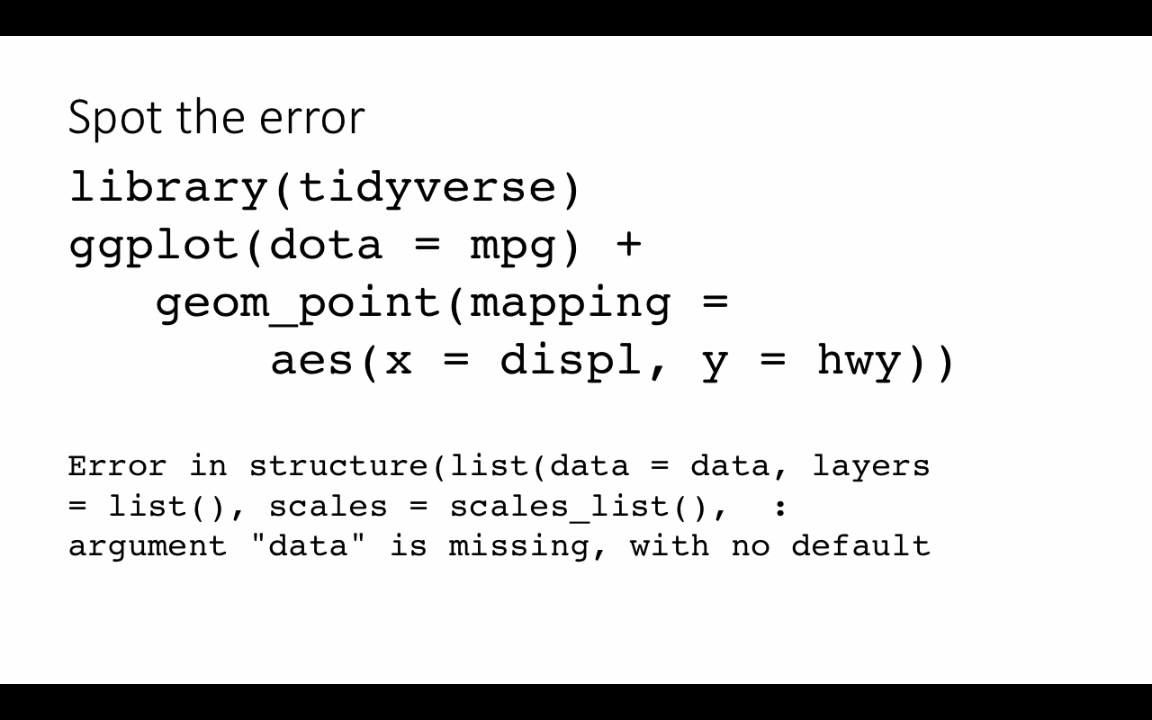 Spot the error
library(tidyverse)
ggplot(dota = mpg) +
geom_point(mapping =
aes(x = displ, y = hwy))
Error in structure(list(data = data, layers
= list(), scales = scales_list(),  :
argument "data" is missing, with no default